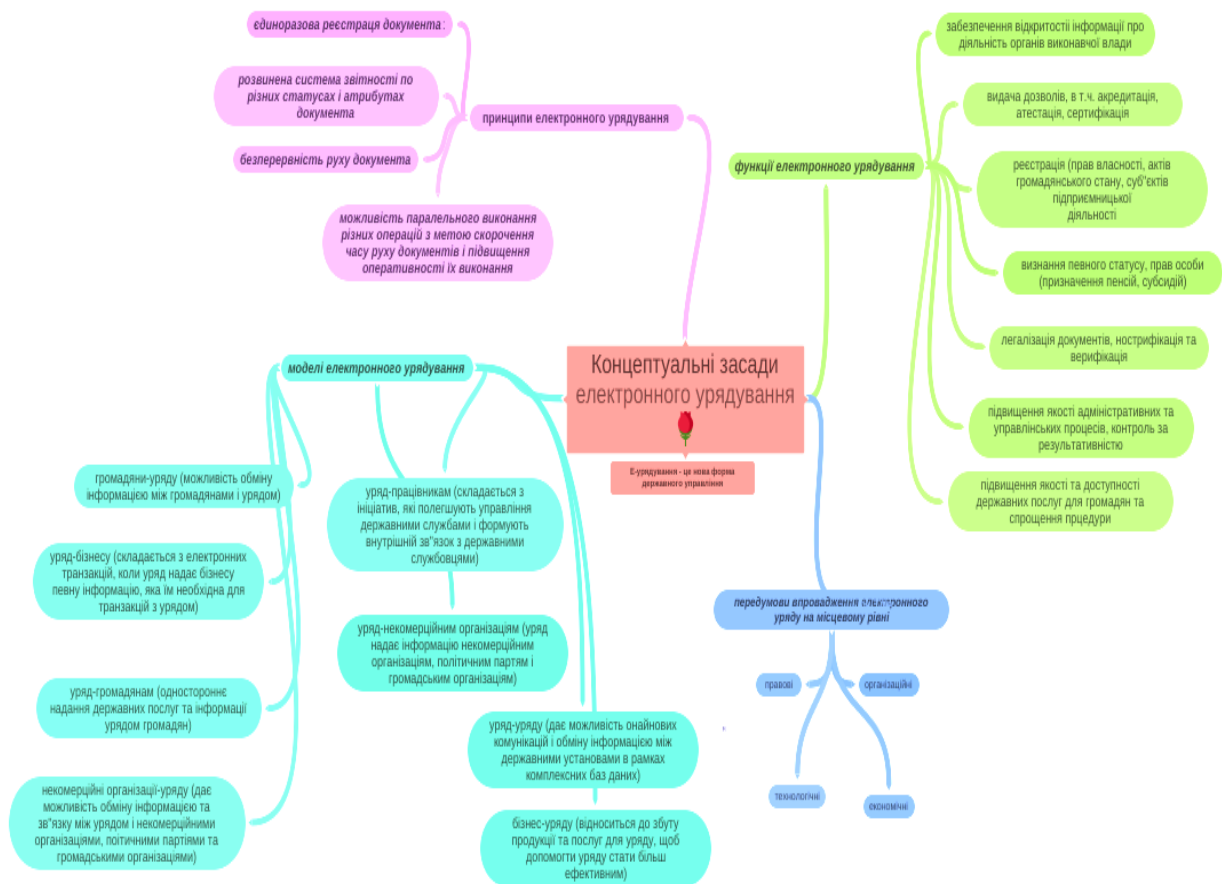 єдиноразова реєстраця документа :
розвинена система звітності по
різних статусах і атрибутах
документа
безперервність руху документа
можливість паралельного виконання
різних операцій з метою скорочення
часу руху документів і підвищення
оперативності їх виконання
принципи електронного урядування
функції електронного урядування
забезпечення відкритостіі інформації про
діяльність органів виконавчої влади
видача дозволів, в т.ч. акредитація,
атестація, сертифікація
реєстрація (прав власності, актів
громадянського стану, суб"єктів
підприємницької
діяльності
визнання певного статусу, прав особи
(призначення пенсій, субсидій)
легалізація документів, нострифікація та
верифікація
підвищення якості адміністративних та
управлінських процесів, контроль за
результативністю
підвищення якості та доступності
державних послуг для громадян та
спрощення прцедури
Концептуальні засади
електронного урядування
Е-урядування - це нова форма
державного управління
моделі електронного урядування
громадяни-уряду (можливість обміну
інформацією між громадянами і урядом)
уряд-бізнесу (складається з електронних
транзакцій, коли уряд надає бізнесу
певну інформацію, яка їм необхідна для
транзакцій з урядом)
уряд-громадянам (одностороннє
надання державних послуг та інформації
урядом громадян)
некомерційні організації-уряду (дає
можливість обміну інформацією та
зв"язку між урядом і некомерційними
організаціями, поітичними партіями та
громадськими організаціями)
уряд-працівникам (складається з
ініціатив, які полегшують управління
державними службами і формують
внутрішній зв"язок з державними
службовцями)
уряд-некомерційним організаціям (уряд
надає інформацію некомерційним
організаціям, політичним партям і
громадським організаціям)
уряд-уряду (дає можливість онайнових
комунікацій і обміну інформацією між
державними установами в рамках
комплексних баз даних)
бізнес-уряду (відноситься до збуту
продукції та послуг для уряду, щоб
допомогти уряду стати більш
ефективним)
передумови впровадження електронного
уряду на місцевому рівні
правові
організаційні
технологічні
економічні